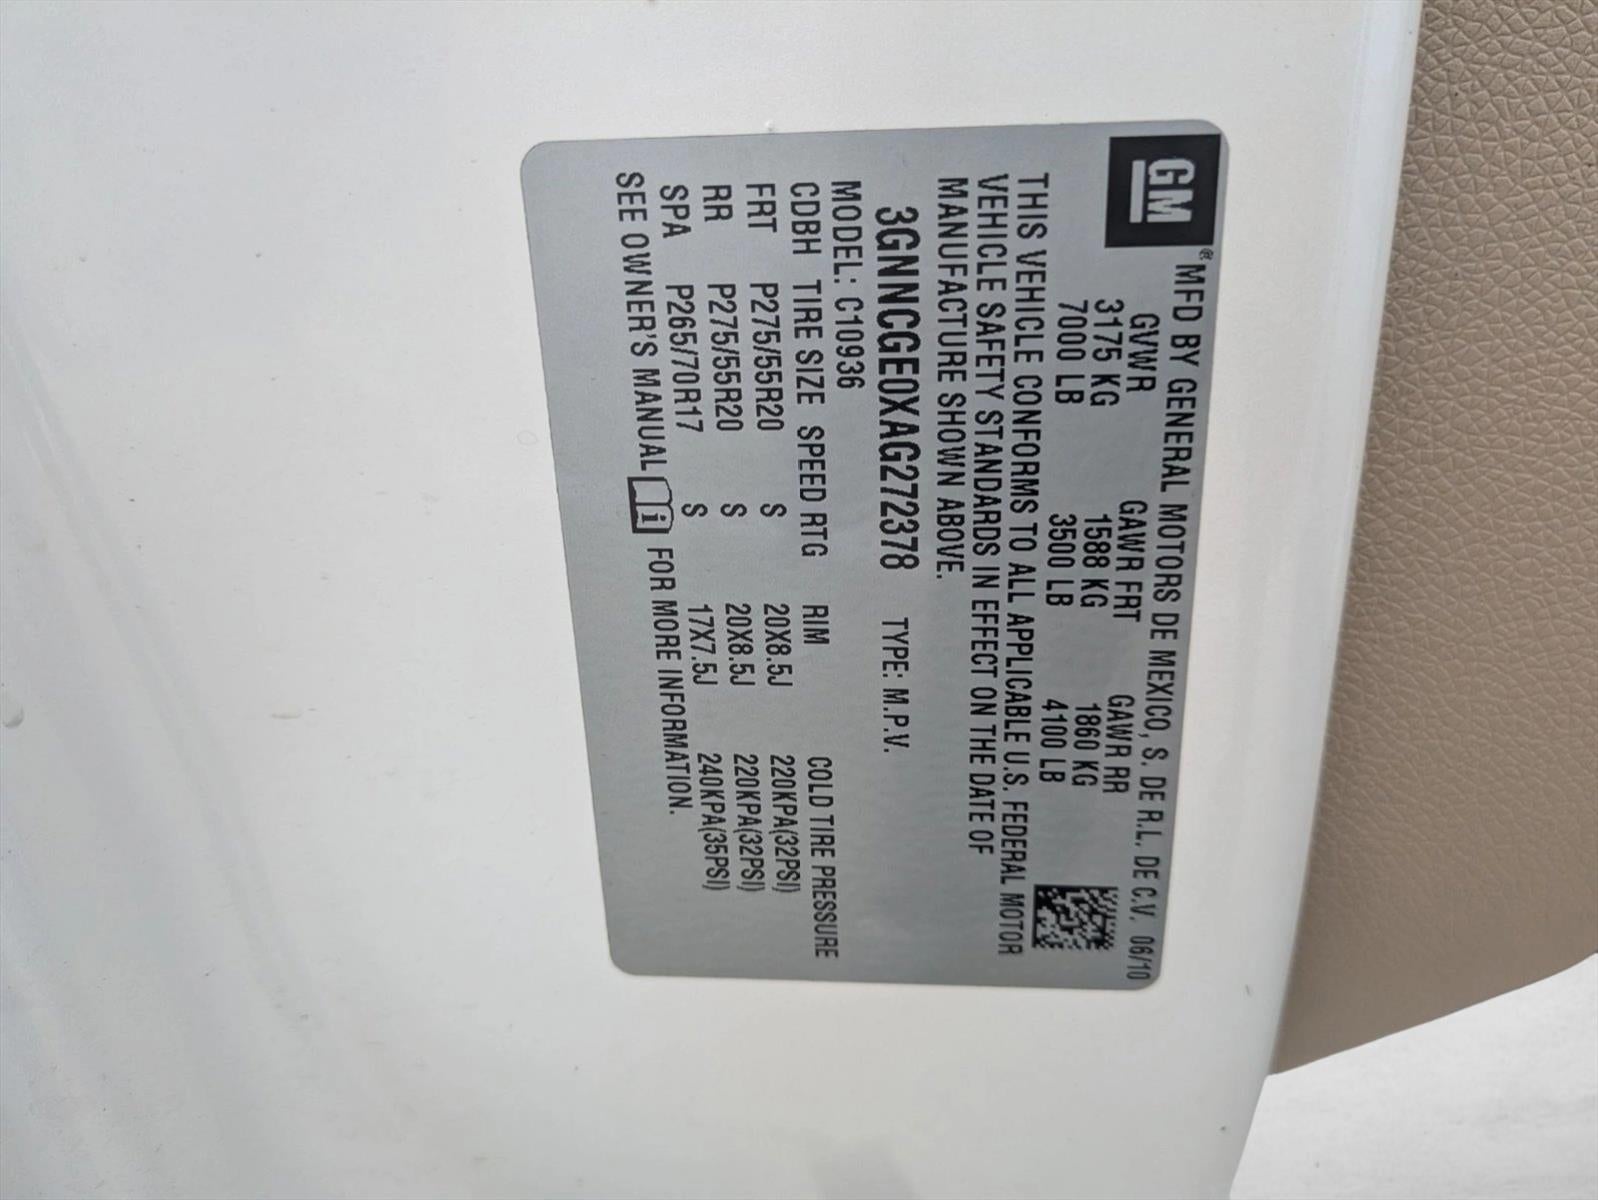 GM ® MFD BY GENERAL MOTORS DE MEXICO, S. DE R.L. DE C.V. 06/10
GVWR GAWR FRT GAWR RR
3175 KG 1588 KG 1860 KG
7000 LB 3500 LB 4100 LB
THIS VEHICLE CONFORMS TO ALL APPLICABLE U.S. FEDERAL MOTOR
VEHICLE SAFETY STANDARDS IN EFFECT ON THE DATE OF
MANUFACTURE SHOWN ABOVE.
3GNNCGE0XAG272378 TYPE: M.P.V.
MODEL: C10936
CDBH TIRE SIZE SPEED RTG RIM COLD TIRE PRESSURE
FRT P275/55R20 S 20X8.5J 220KPA(32PSI)
RR P275/55R20 S 20X8.5J 220KPA(32PSI)
SPA P265/70R17 S 17X7.5J 240KPA(35PSI)
SEE OWNER'S MANUAL i FOR MORE INFORMATION.